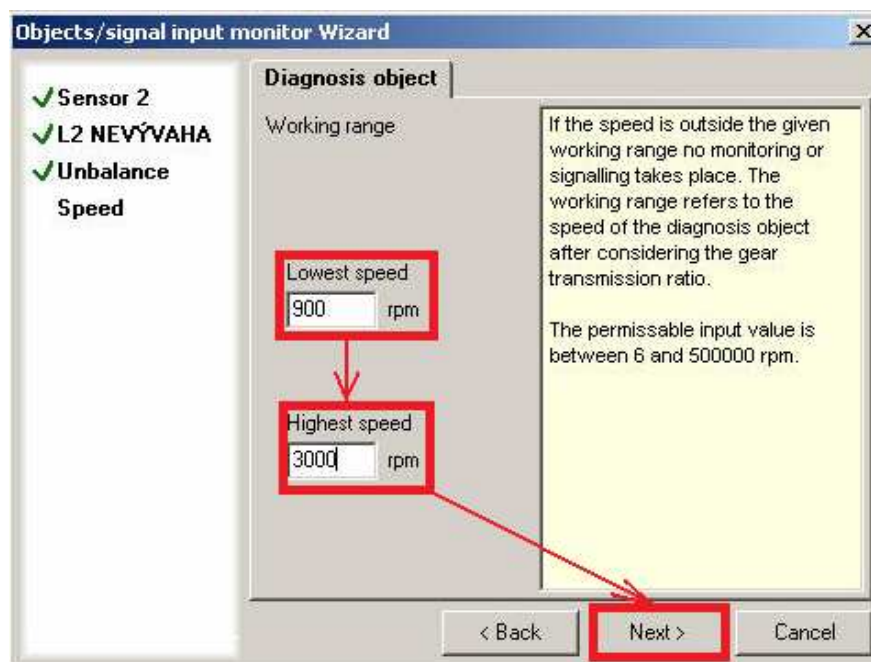 Objects/signal input monitor Wizard
Sensor 2
L2 NEVÝVAHA
Unbalance
Speed
Diagnosis object
Working range
Lowest speed
900 rpm
Highest speed
3000 rpm
If the speed is outside the given
working range no monitoring or
signalling takes place. The
working range refers to the
speed of the diagnosis object
after considering the gear
transmission ratio.
The permissable input value is
between 6 and 500000 rpm.
< Back
Next >
Cancel